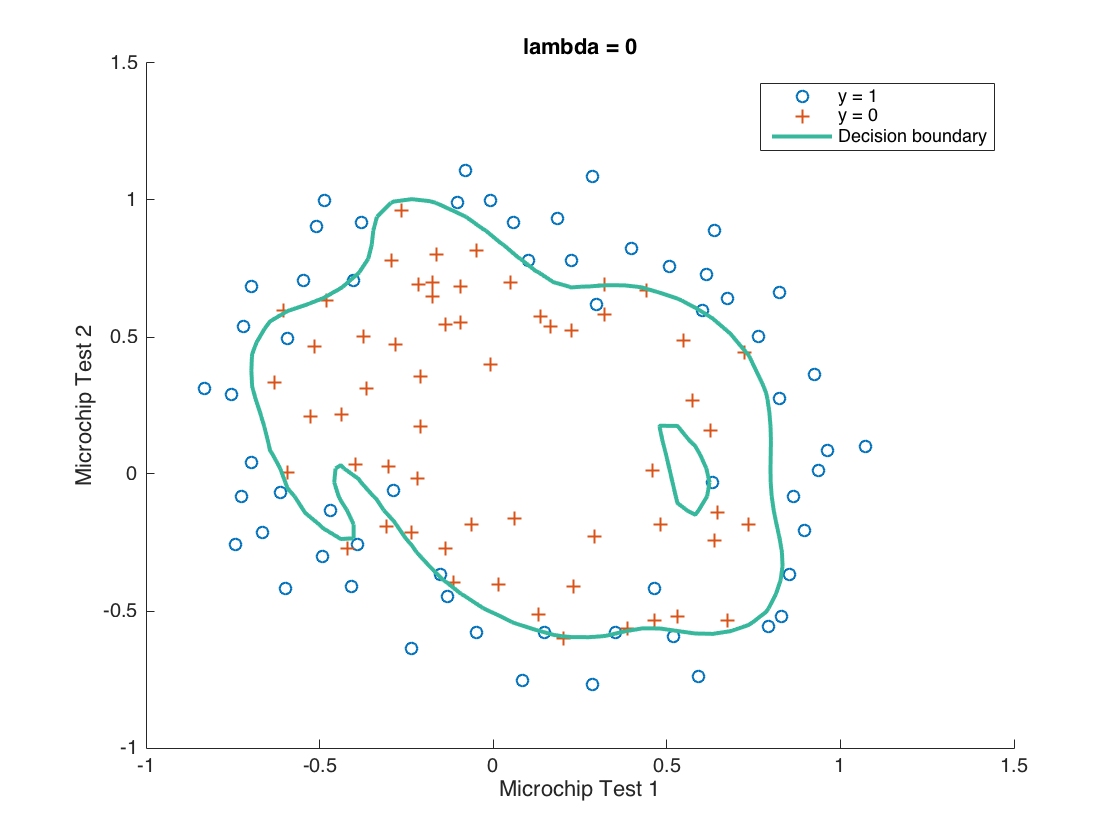 lambda = 0
1.5
y = 1
y = 0
Decision boundary
1
0.5
Microchip Test 2
0
-0.5
-1
-1
-0.5
0
0.5
1
1.5
Microchip Test 1